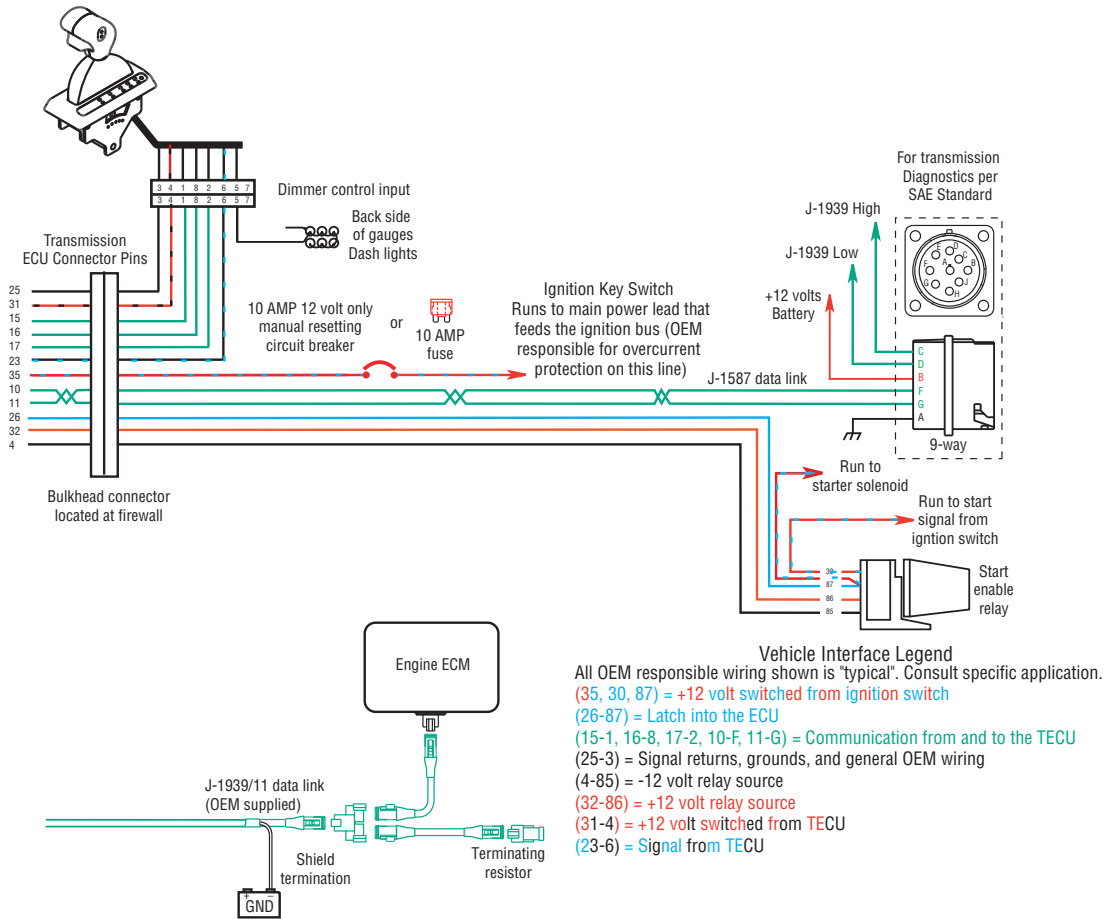 3 4 1 8 2 6 5 7
3 4 1 8 2 6 5 7
Dimmer control input
Back side
of gauges
Dash lights
Transmission
ECU Connector Pins
25
31
15
16
17
23
35
10
11
26
32
4
Bulkhead connector
located at firewall
10 AMP 12 volt only
manual resetting
circuit breaker
or
10 AMP
fuse
Ignition Key Switch
Runs to main power lead that
feeds the ignition bus (OEM
responsible for overcurrent
protection on this line)
J-1587 data link
For transmission
Diagnostics per
SAE Standard
J-1939 High
J-1939 Low
+12 volts
Battery
E
D
C
F
A
B
G
J
H
C
D
B
F
G
A
9-way
Run to
starter solenoid
Run to start
signal from
igntion switch
30
87
86
85
Start
enable
relay
Engine ECM
J-1939/11 data link
(OEM supplied)
Shield
termination
+ −
GND
Terminating
resistor
Vehicle Interface Legend
All OEM responsible wiring shown is "typical". Consult specific application.
(35, 30, 87) = +12 volt switched from ignition switch
(26-87) = Latch into the ECU
(15-1, 16-8, 17-2, 10-F, 11-G) = Communication from and to the TECU
(25-3) = Signal returns, grounds, and general OEM wiring
(4-85) = -12 volt relay source
(32-86) = +12 volt relay source
(31-4) = +12 volt switched from TECU
(23-6) = Signal from TECU